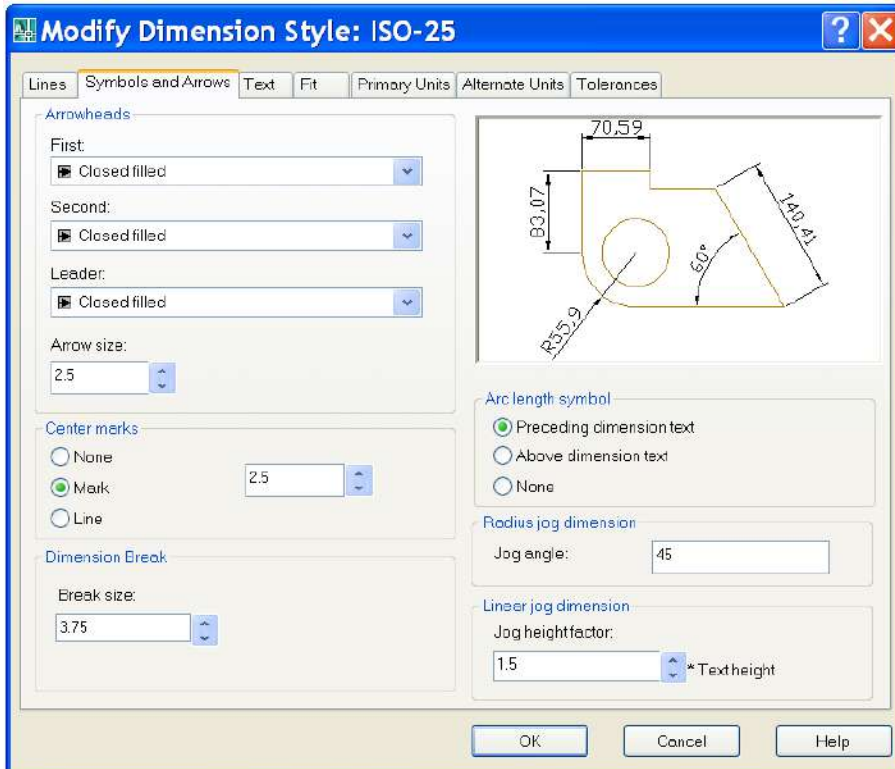 Modify Dimension Style: ISO-25
Lines Symbols and Arrows Text Fit Primary Units Alternate Units Tolerances
Arrowheads
First:
Closed filled
Second:
Closed filled
Leader:
Closed filled
Arrow size:
2.5
Center marks
None
Mark
Line
2.5
Dimension Break
Break size:
3.75
70,59
83,07
140,41
60°
R55,9
Arc length symbol
Preceding dimension text
Above dimension text
None
Radius jog dimension
Jog angle:
45
Linear jog dimension
Jog height factor:
1.5
* Text height
OK Cancel Help